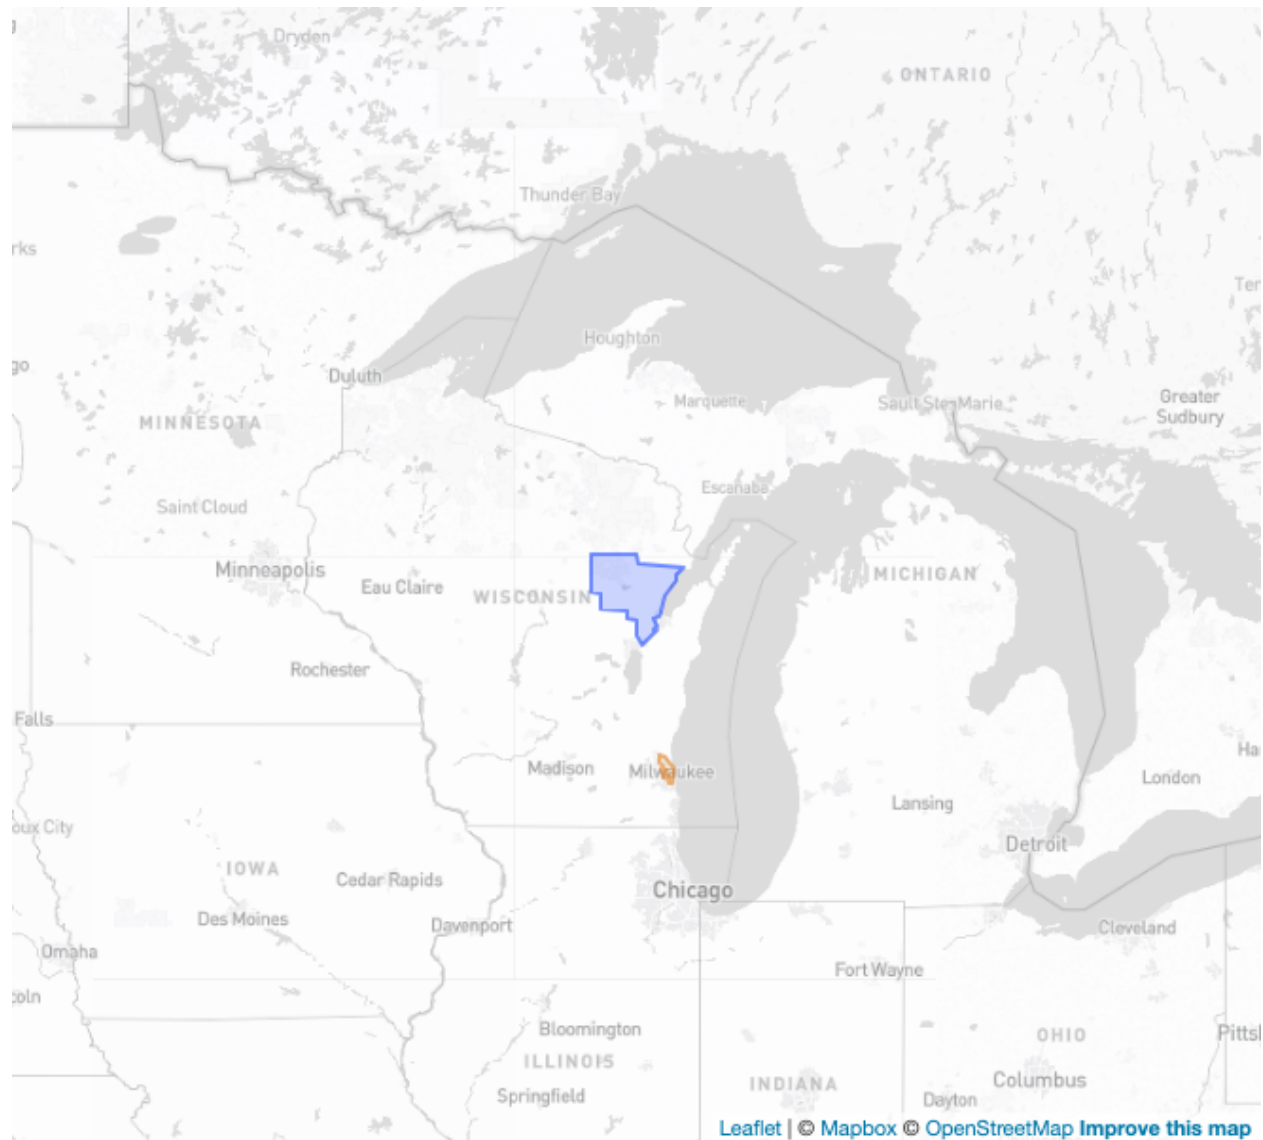 Dryden
ONTARIO
Thunder Bay
rks
Ter
Houghton
go
Duluth
Marquette
Sault Ste. Marie
Greater
Sudbury
MINNESOTA
Escanaba
Saint Cloud
Minneapolis
Eau Claire
WISCONSIN
MICHIGAN
Rochester
Falls
Ha
Madison
Milwaukee
London
Lansing
oux City
Detroit
IOWA
Cedar Rapids
Chicago
Des Moines
Davenport
Cleveland
Omaha
Fort Wayne
coln
Bloomington
OHIO
Pittsl
ILLINOIS
Columbus
INDIANA
Springfield
Dayton
Leaflet | © Mapbox © OpenStreetMap Improve this map